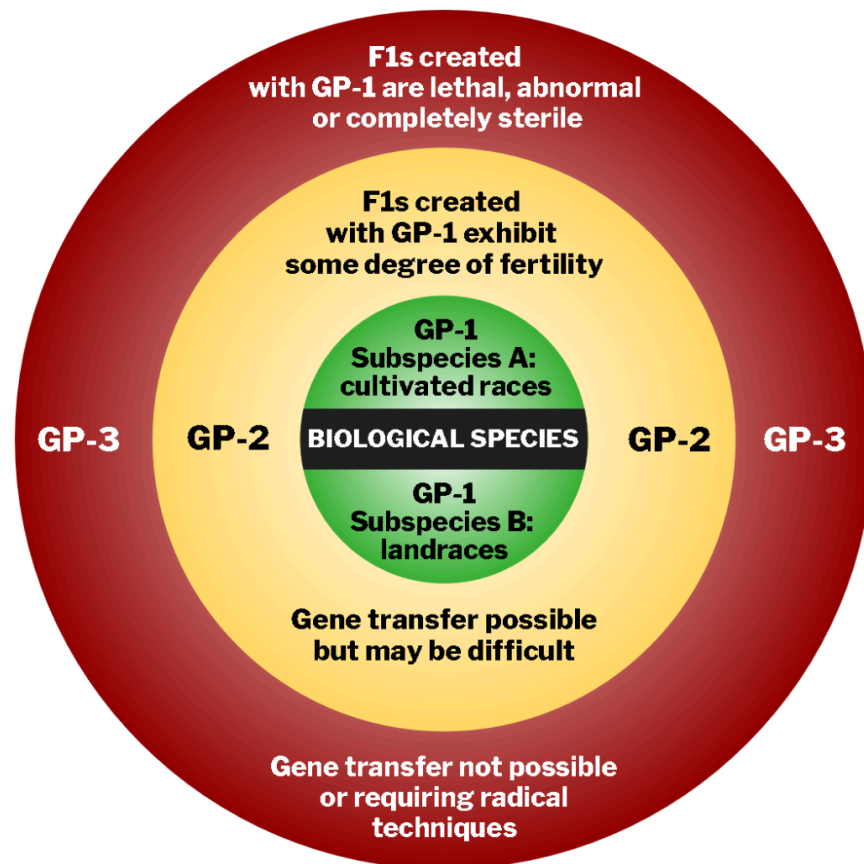 F1s created
with GP-1 are lethal, abnormal
or completely sterile
F1s created
with GP-1 exhibit
some degree of fertility
GP-1
Subspecies A:
cultivated races
GP-3
GP-2
BIOLOGICAL SPECIES
GP-2
GP-3
GP-1
Subspecies B:
landraces
Gene transfer possible
but may be difficult
Gene transfer not possible
or requiring radical
techniques